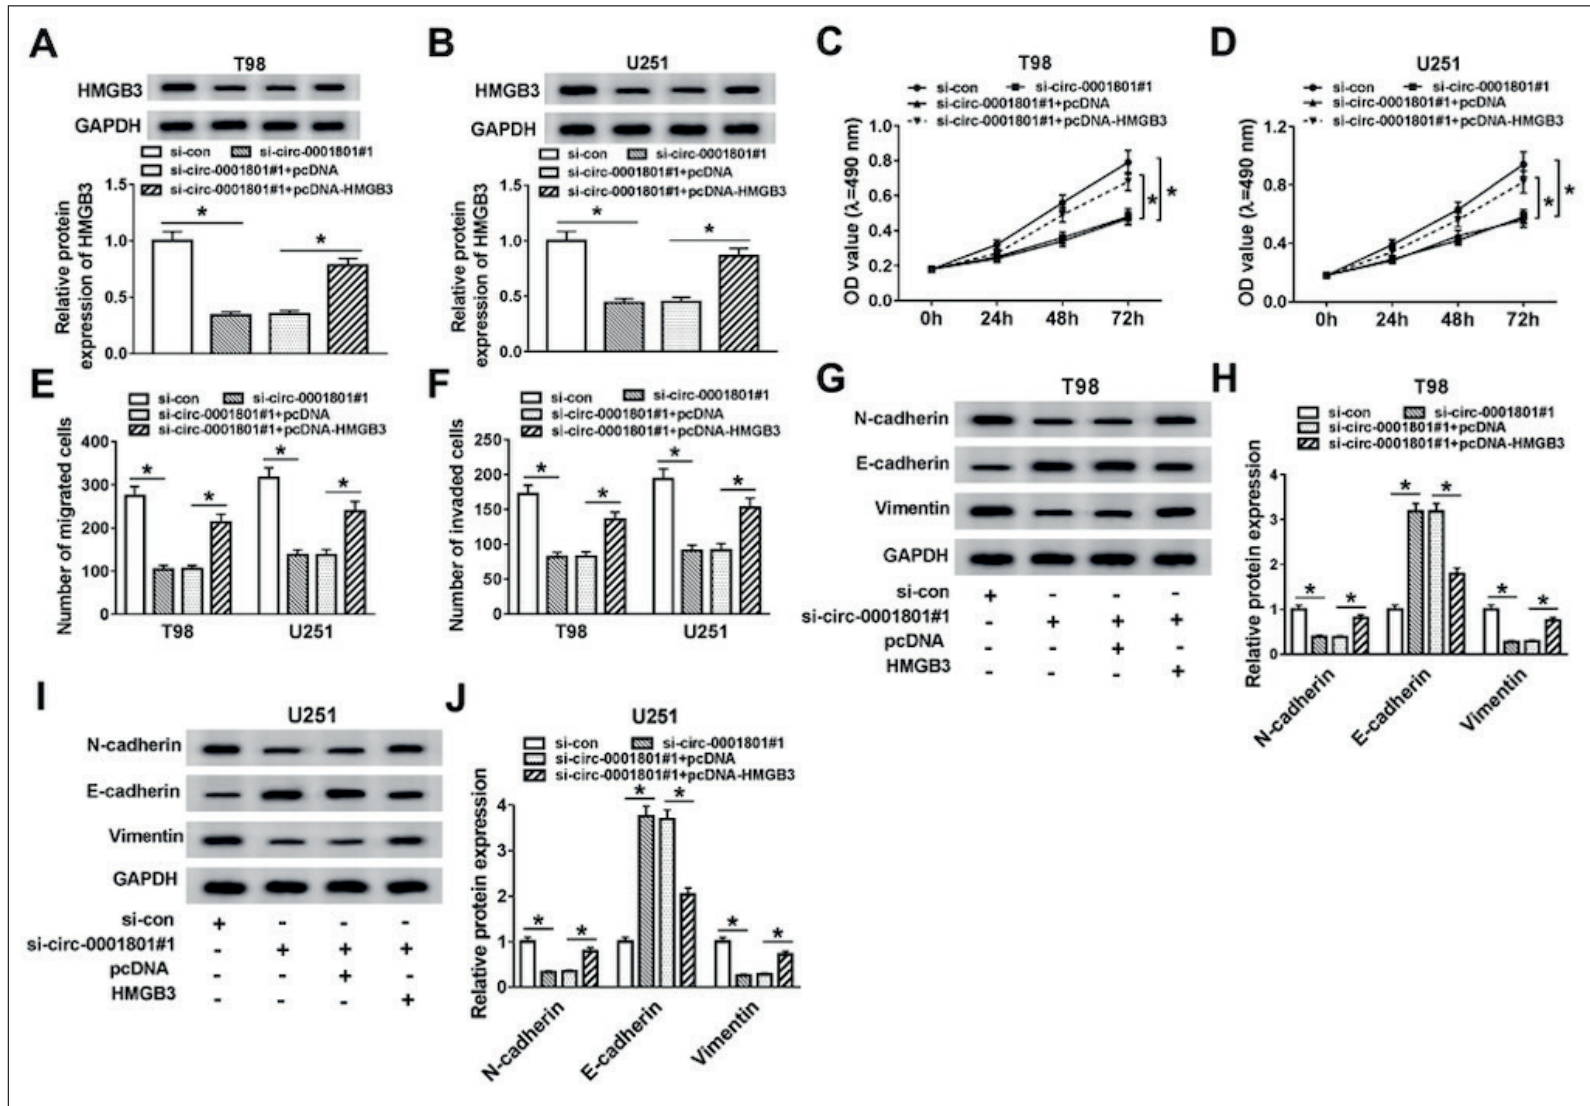 A
T98
HMGB3
GAPDH
si-con
si-circ-0001801#1
si-circ-0001801#1+pcDNA
si-circ-0001801#1+pcDNA-HMGB3
Relative protein
expression of HMGB3
1.5
1.0
0.5
0.0
*
*
B
U251
HMGB3
GAPDH
si-con
si-circ-0001801#1
si-circ-0001801#1+pcDNA
si-circ-0001801#1+pcDNA-HMGB3
Relative protein
expression of HMGB3
1.5
1.0
0.5
0.0
*
*
C
T98
si-con
si-circ-0001801#1
si-circ-0001801#1+pcDNA
si-circ-0001801#1+pcDNA-HMGB3
OD value (λ=490 nm)
1.0
0.8
0.6
0.4
0.2
0.0
*
*
0h 24h 48h 72h
D
U251
si-con
si-circ-0001801#1
si-circ-0001801#1+pcDNA
si-circ-0001801#1+pcDNA-HMGB3
OD value (λ=490 nm)
1.2
0.8
0.4
0.0
*
*
0h 24h 48h 72h
E
si-con
si-circ-0001801#1
si-circ-0001801#1+pcDNA
si-circ-0001801#1+pcDNA-HMGB3
Number of migrated cells
400
300
200
100
0
* * * *
T98 U251
F
si-con
si-circ-0001801#1
si-circ-0001801#1+pcDNA
si-circ-0001801#1+pcDNA-HMGB3
Number of invaded cells
250
200
150
100
50
0
* * * *
T98 U251
G
T98
N-cadherin
E-cadherin
Vimentin
GAPDH
si-con + - - -
si-circ-0001801#1 - + + +
pcDNA - - + -
HMGB3 - - - +
H
T98
si-con
si-circ-0001801#1
si-circ-0001801#1+pcDNA
si-circ-0001801#1+pcDNA-HMGB3
Relative protein expression
4
3
2
1
0
* * * * * *
N-cadherin
E-cadherin
Vimentin
I
U251
N-cadherin
E-cadherin
Vimentin
GAPDH
si-con + - - -
si-circ-0001801#1 - + + +
pcDNA - - + -
HMGB3 - - - +
J
U251
si-con
si-circ-0001801#1
si-circ-0001801#1+pcDNA
si-circ-0001801#1+pcDNA-HMGB3
Relative protein expression
4
3
2
1
0
* * * * * *
N-cadherin
E-cadherin
Vimentin